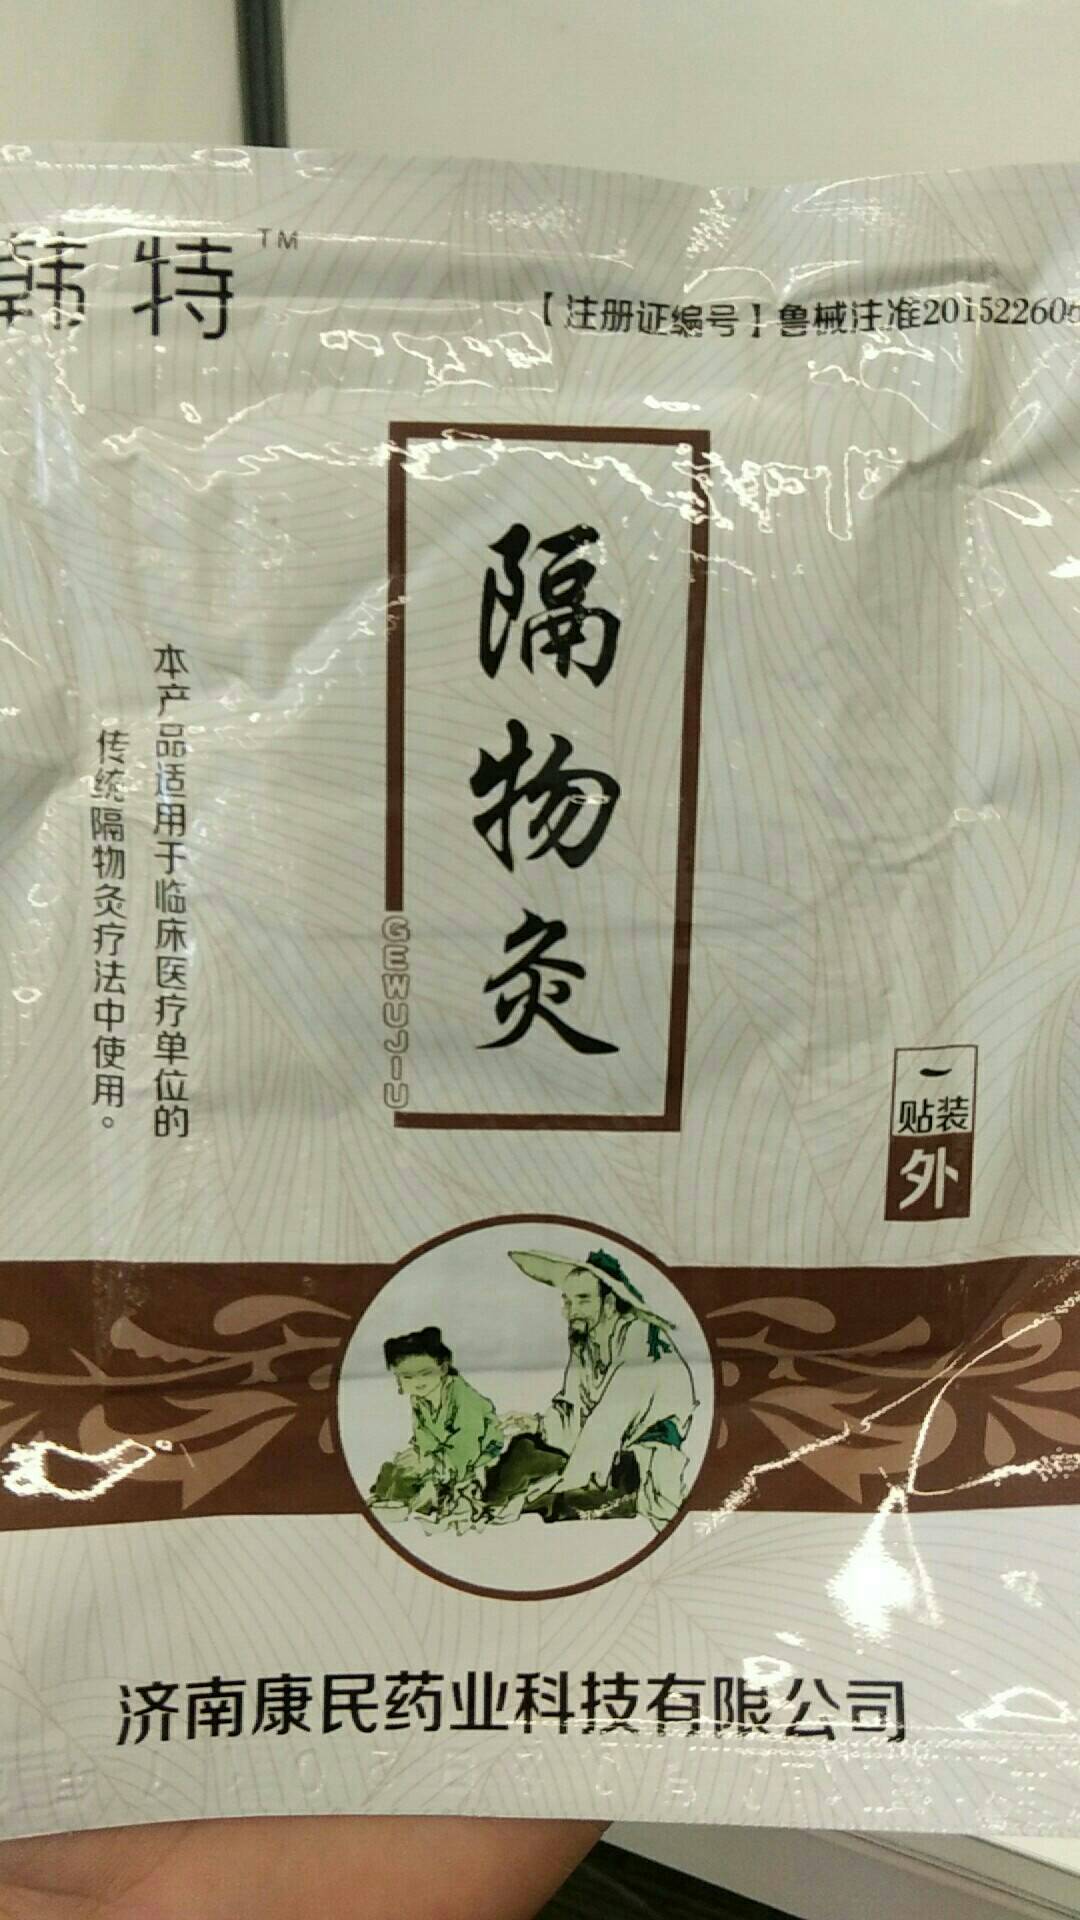 韩特™
【注册证编号】鲁械注准201522606
隔物灸
GEWUJIU
本产品适用于临床医疗单位的
传统隔物灸疗法中使用。
一
贴装
外
济南康民药业科技有限公司